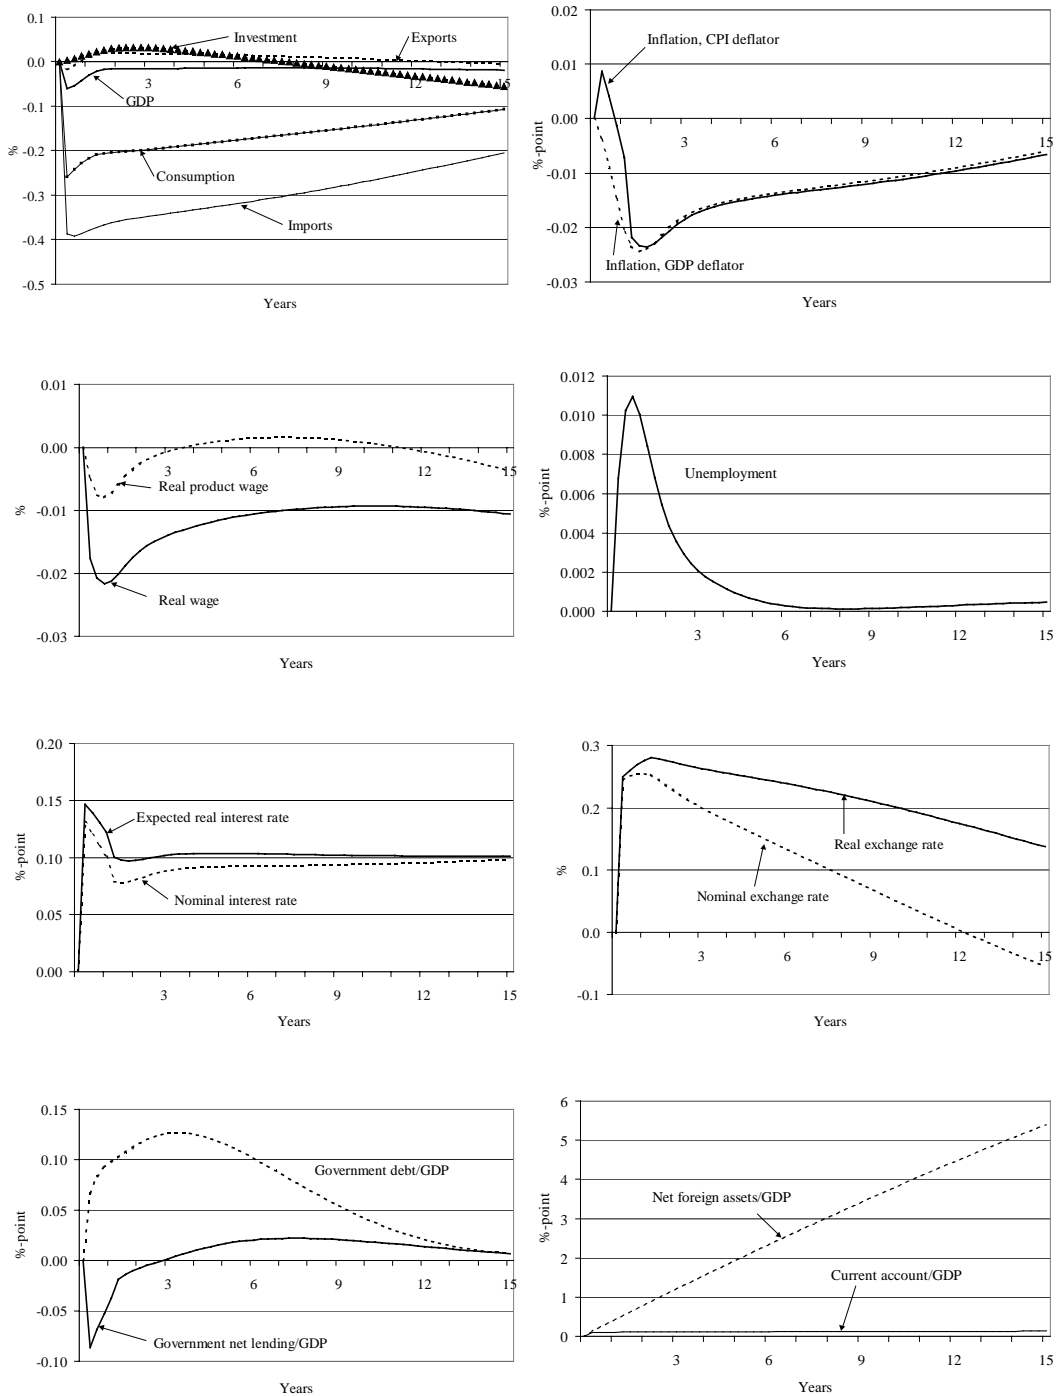 0.1
0.0
-0.1
-0.2
-0.3
-0.4
-0.5
%
Investment
Exports
3
6
9
12
15
GDP
Consumption
Imports
Years
0.02
0.01
0.00
-0.01
-0.02
-0.03
%-point
Inflation, CPI deflator
3
6
9
12
15
Inflation, GDP deflator
Years
0.01
0.00
-0.01
-0.02
-0.03
%
3
6
9
12
15
Real product wage
Real wage
Years
0.012
0.010
0.008
0.006
0.004
0.002
0.000
%-point
Unemployment
3
6
9
12
15
Years
0.20
0.15
0.10
0.05
0.00
%-point
Expected real interest rate
Nominal interest rate
3
6
9
12
15
Years
0.3
0.2
0.1
0.0
-0.1
%
Real exchange rate
Nominal exchange rate
3
6
9
12
15
Years
0.15
0.10
0.05
0.00
-0.05
-0.10
%-point
Government debt/GDP
3
6
9
12
15
Government net lending/GDP
Years
6
5
4
3
2
1
0
%-point
Net foreign assets/GDP
Current account/GDP
3
6
9
12
15
Years